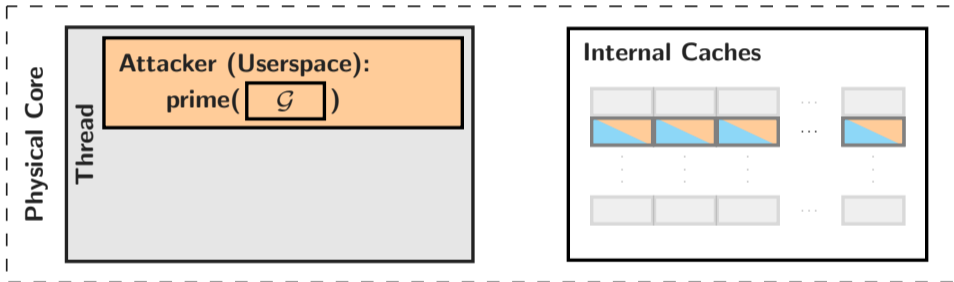 Physical Core
Thread
Attacker (Userspace):
prime( 𝒢 )
Internal Caches